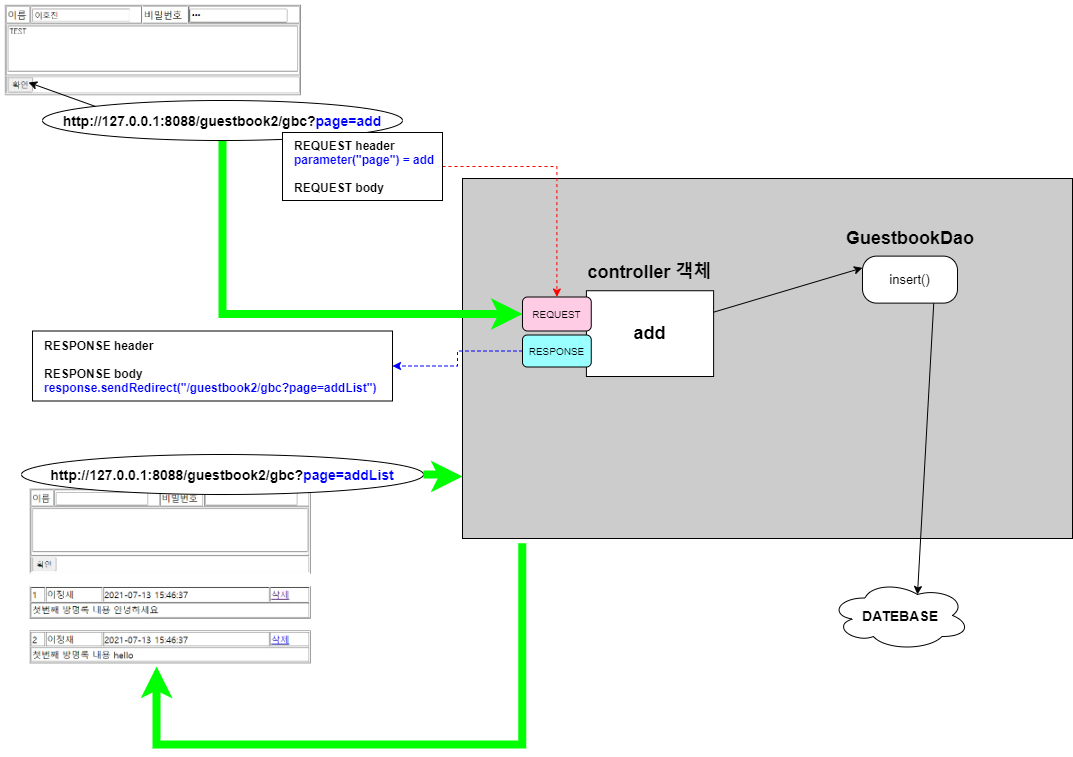 이름 이호진 비밀번호 •••
TEST
확인
http://127.0.0.1:8088/guestbook2/gbc?page=add
REQUEST header
parameter("page") = add
REQUEST body
GuestbookDao
insert()
controller 객체
REQUEST
add
RESPONSE
RESPONSE header
RESPONSE body
response.sendRedirect("/guestbook2/gbc?page=addList")
http://127.0.0.1:8088/guestbook2/gbc?page=addList
이름 비밀번호
확인
1 이정재 2021-07-13 15:46:37 삭제
첫번째 방명록 내용 안녕하세요
2 이정재 2021-07-13 15:46:37 삭제
첫번째 방명록 내용 hello
DATEBASE